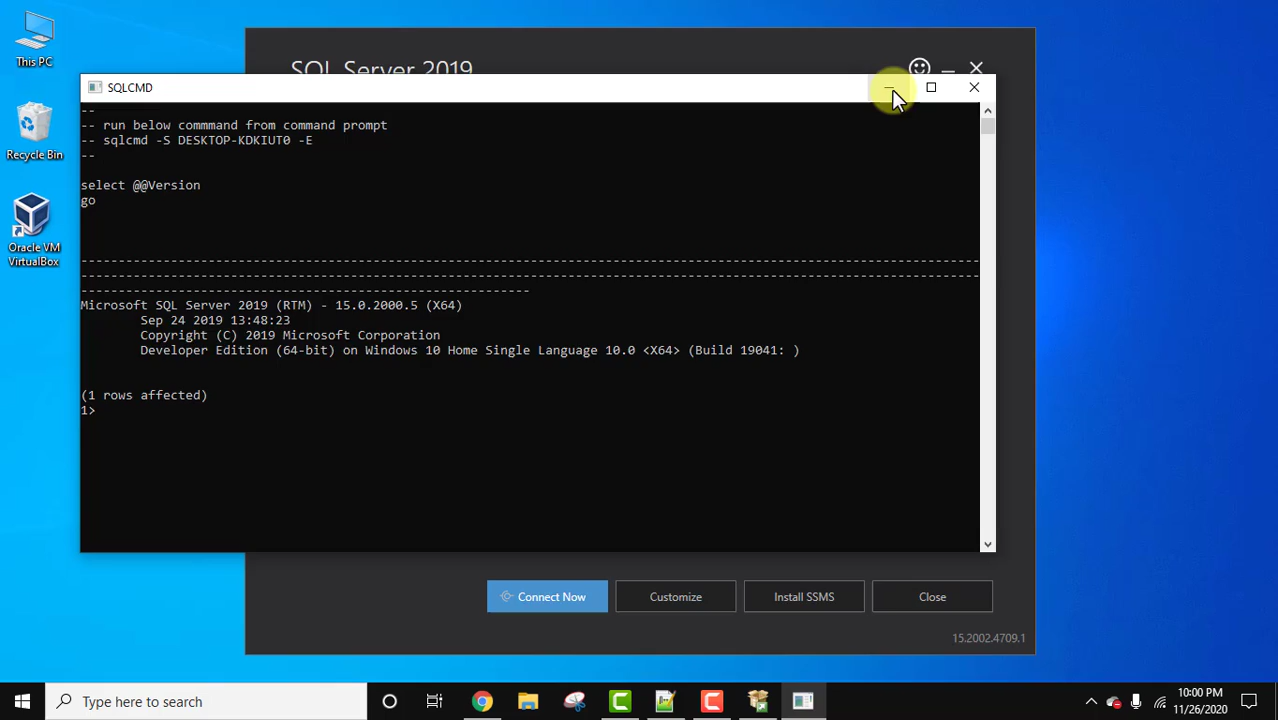 This PC
Recycle Bin
Oracle VM
VirtualBox
SQL Server 2019
SQLCMD
--
-- run below commmand from command prompt
-- sqlcmd -S DESKTOP-KDKIUT0 -E
--
select @@Version
go
------------------------------------------------------------------------------------------------------------------------
------------------------------------------------------------------------------------------------------------------------
------------------------------------------------------------
Microsoft SQL Server 2019 (RTM) - 15.0.2000.5 (X64)
Sep 24 2019 13:48:23
Copyright (C) 2019 Microsoft Corporation
Developer Edition (64-bit) on Windows 10 Home Single Language 10.0 <X64> (Build 19041: )
(1 rows affected)
1>
Connect Now
Customize
Install SSMS
Close
15.2002.4709.1
Type here to search
10:00 PM
11/26/2020